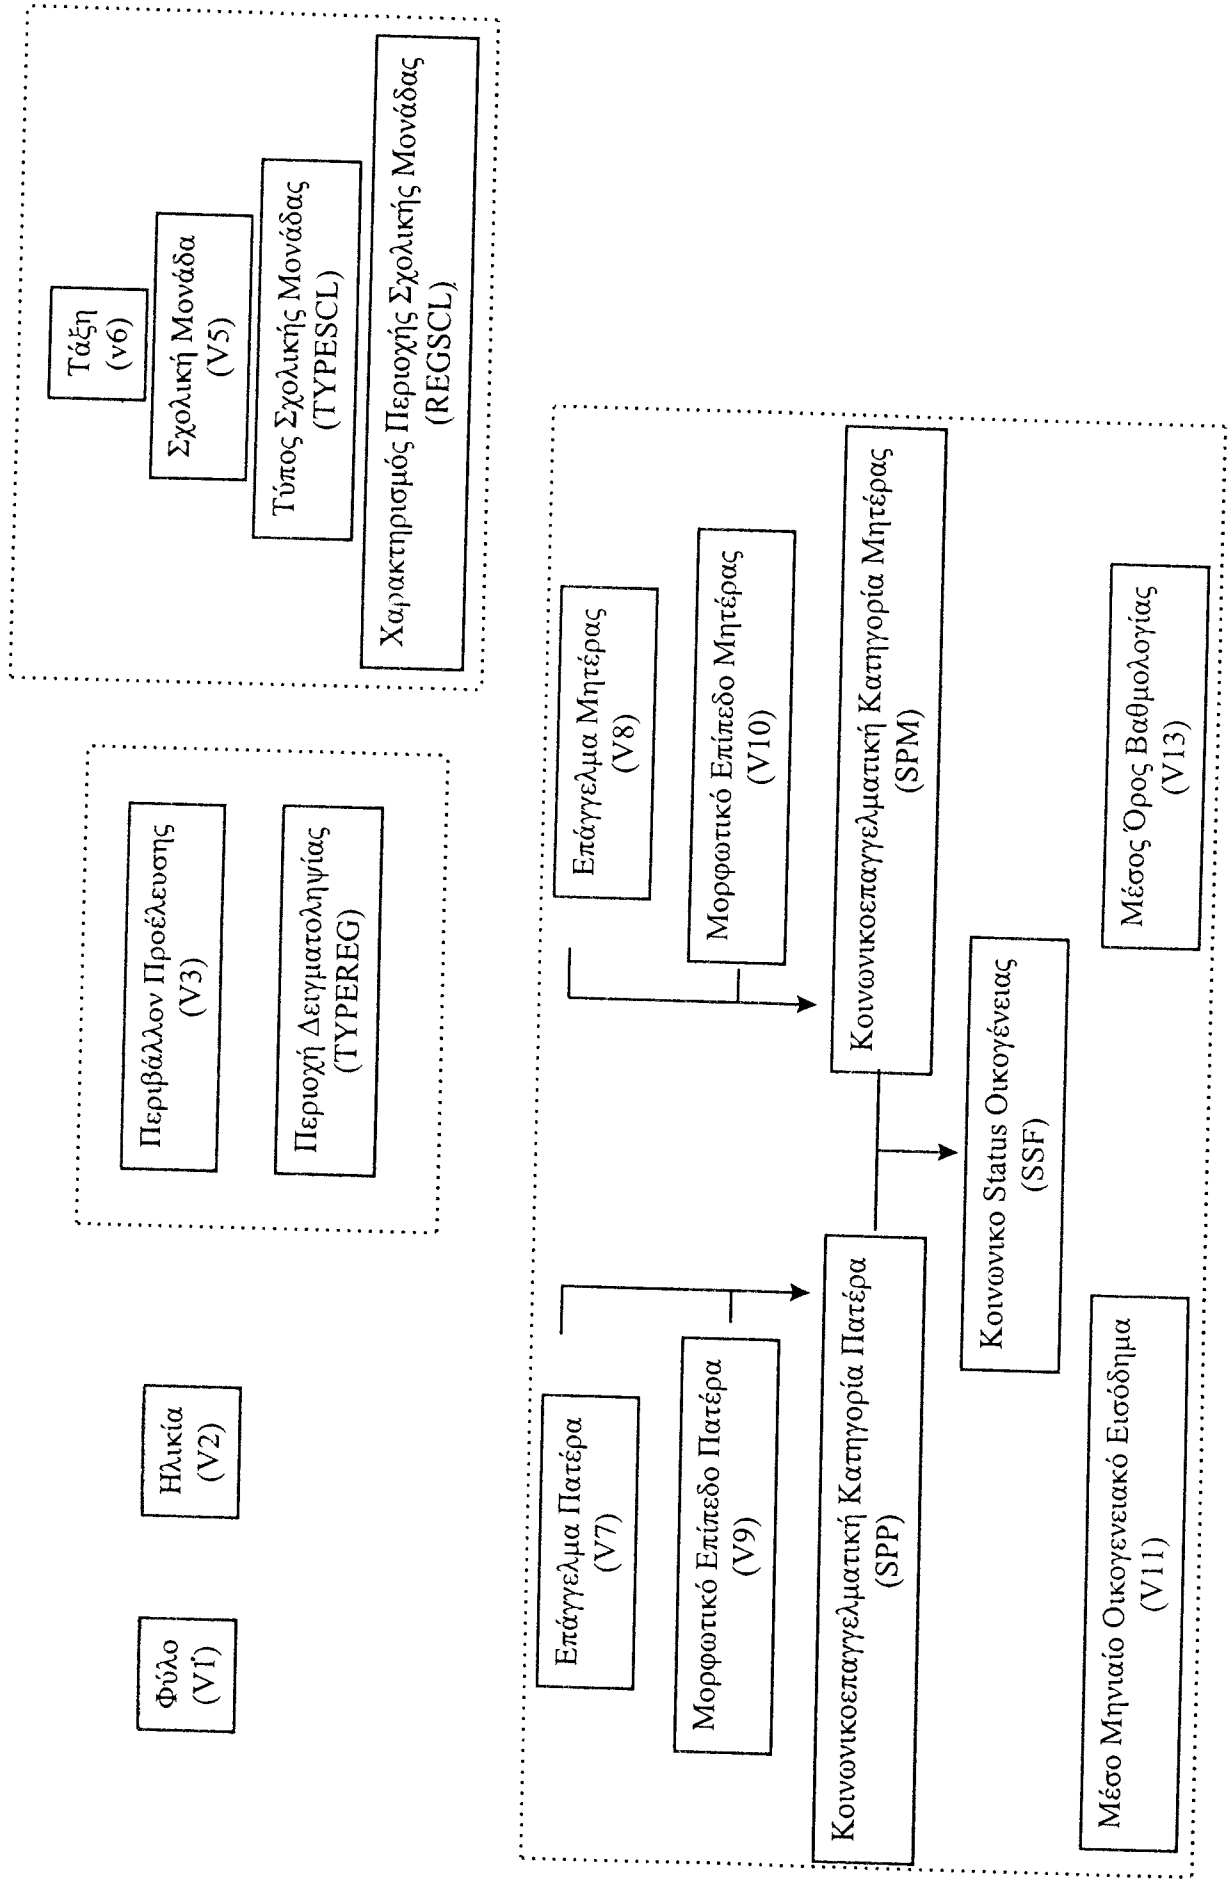 Φύλο
(V1)
Ηλικία
(V2)
Περιβάλλον Προέλευσης
(V3)
Περιοχή Δειγματοληψίας
(TYPEREG)
Τάξη
(v6)
Σχολική Μονάδα
(V5)
Τύπος Σχολικής Μονάδας
(TYPESCL)
Χαρακτηρισμός Περιοχής Σχολικής Μονάδας
(REGSCL)
Επάγγελμα Πατέρα
(V7)
Μορφωτικό Επίπεδο Πατέρα
(V9)
Κοινωνικοεπαγγελματική Κατηγορία Πατέρα
(SPP)
Επάγγελμα Μητέρας
(V8)
Μορφωτικό Επίπεδο Μητέρας
(V10)
Κοινωνικοεπαγγελματική Κατηγορία Μητέρας
(SPM)
Κοινωνικο Status Οικογένειας
(SSF)
Μέσο Μηνιαίο Οικογενειακό Εισόδημα
(V11)
Μέσος Όρος Βαθμολογίας
(V13)